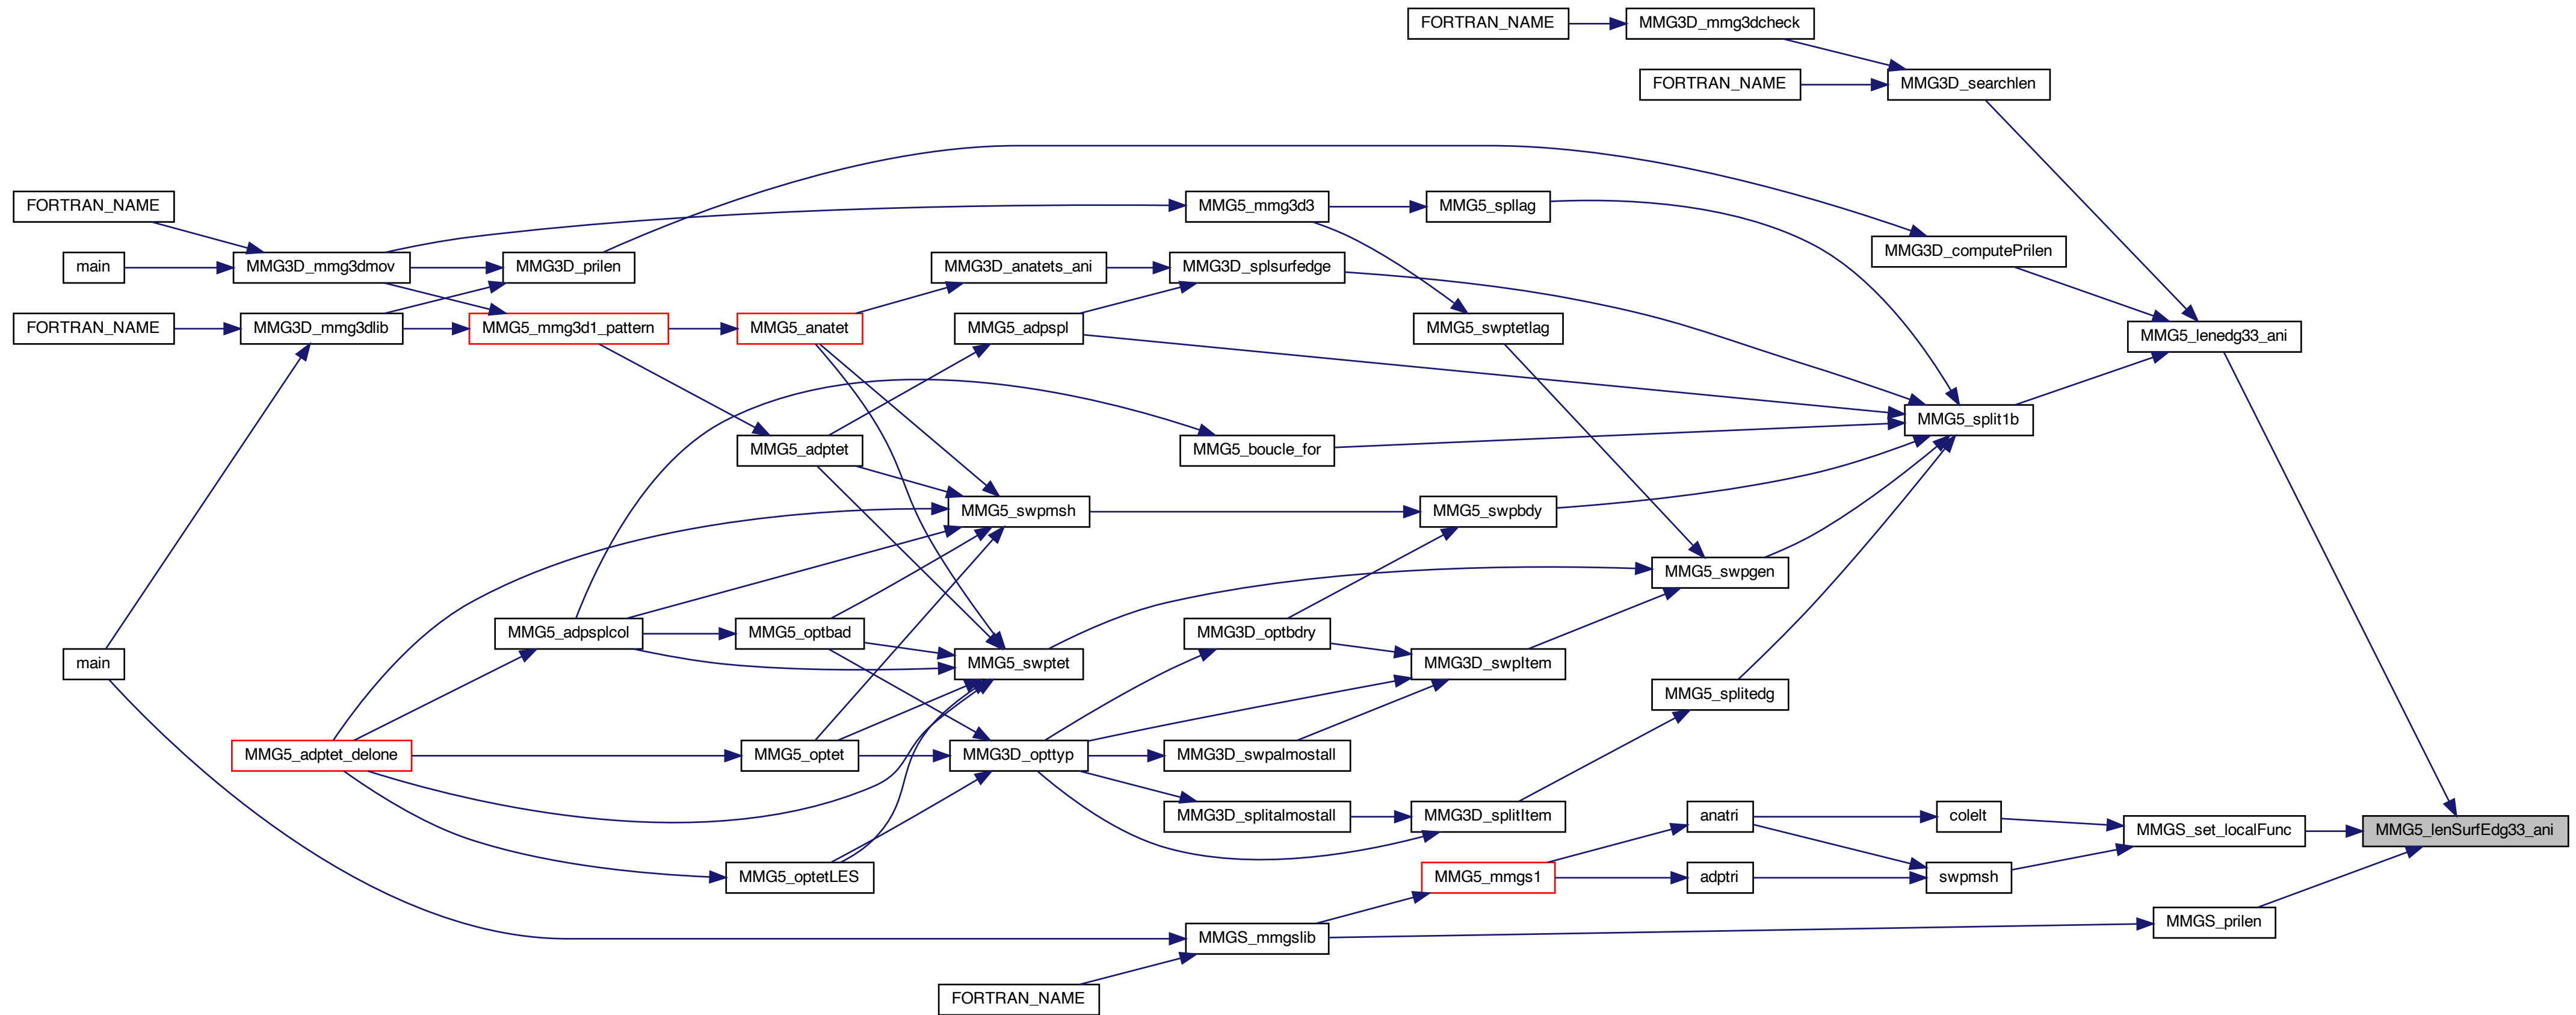 FORTRAN_NAME
MMG3D_mmg3dcheck
FORTRAN_NAME
MMG3D_searchlen
FORTRAN_NAME
MMG5_mmg3d3
MMG5_spllag
main
MMG3D_mmg3dmov
MMG3D_prilen
MMG3D_anatets_ani
MMG3D_splsurfedge
MMG3D_computePrilen
FORTRAN_NAME
MMG3D_mmg3dlib
MMG5_mmg3d1_pattern
MMG5_anatet
MMG5_adpspl
MMG5_swptetlag
MMG5_lenedg33_ani
MMG5_split1b
MMG5_adptet
MMG5_boucle_for
MMG5_swpmsh
MMG5_swpbdy
MMG5_swpgen
MMG5_adpsplcol
MMG5_optbad
MMG3D_optbdry
main
MMG5_swptet
MMG3D_swpItem
MMG5_splitedg
MMG5_adptet_delone
MMG5_optet
MMG3D_opttyp
MMG3D_swpalmostall
MMG3D_splitalmostall
MMG3D_splitItem
anatri
colelt
MMGS_set_localFunc
MMG5_lenSurfEdg33_ani
MMG5_optetLES
MMG5_mmgs1
adptri
swpmsh
MMGS_prilen
MMGS_mmgslib
FORTRAN_NAME